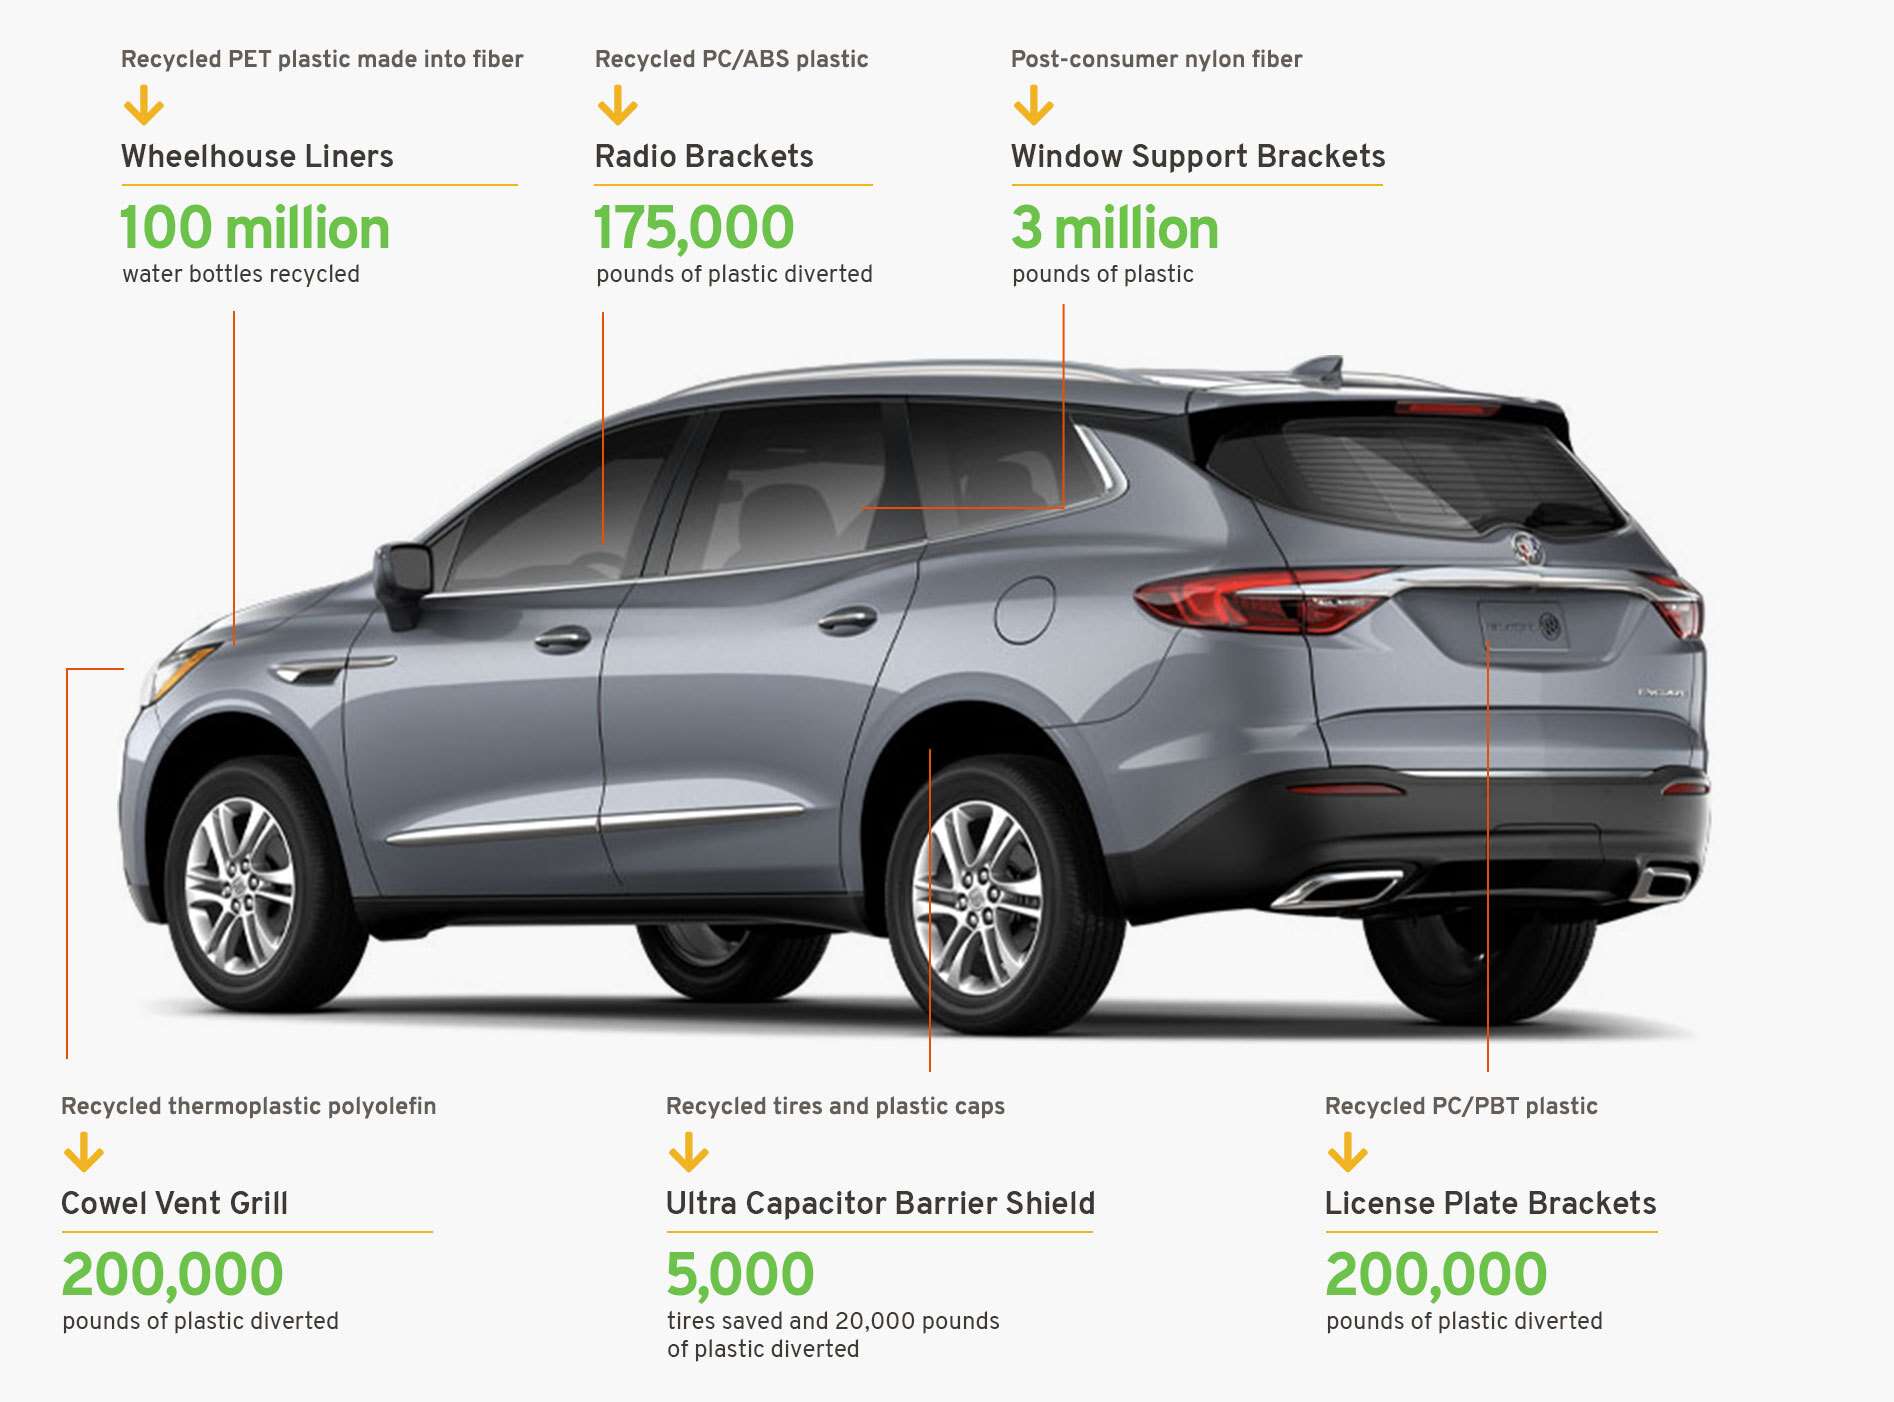 Recycled PET plastic made into fiber
Wheelhouse Liners
100 million
water bottles recycled
Recycled PC/ABS plastic
Radio Brackets
175,000
pounds of plastic diverted
Post-consumer nylon fiber
Window Support Brackets
3 million
pounds of plastic
Recycled thermoplastic polyolefin
Cowel Vent Grill
200,000
pounds of plastic diverted
Recycled tires and plastic caps
Ultra Capacitor Barrier Shield
5,000
tires saved and 20,000 pounds
of plastic diverted
Recycled PC/PBT plastic
License Plate Brackets
200,000
pounds of plastic diverted